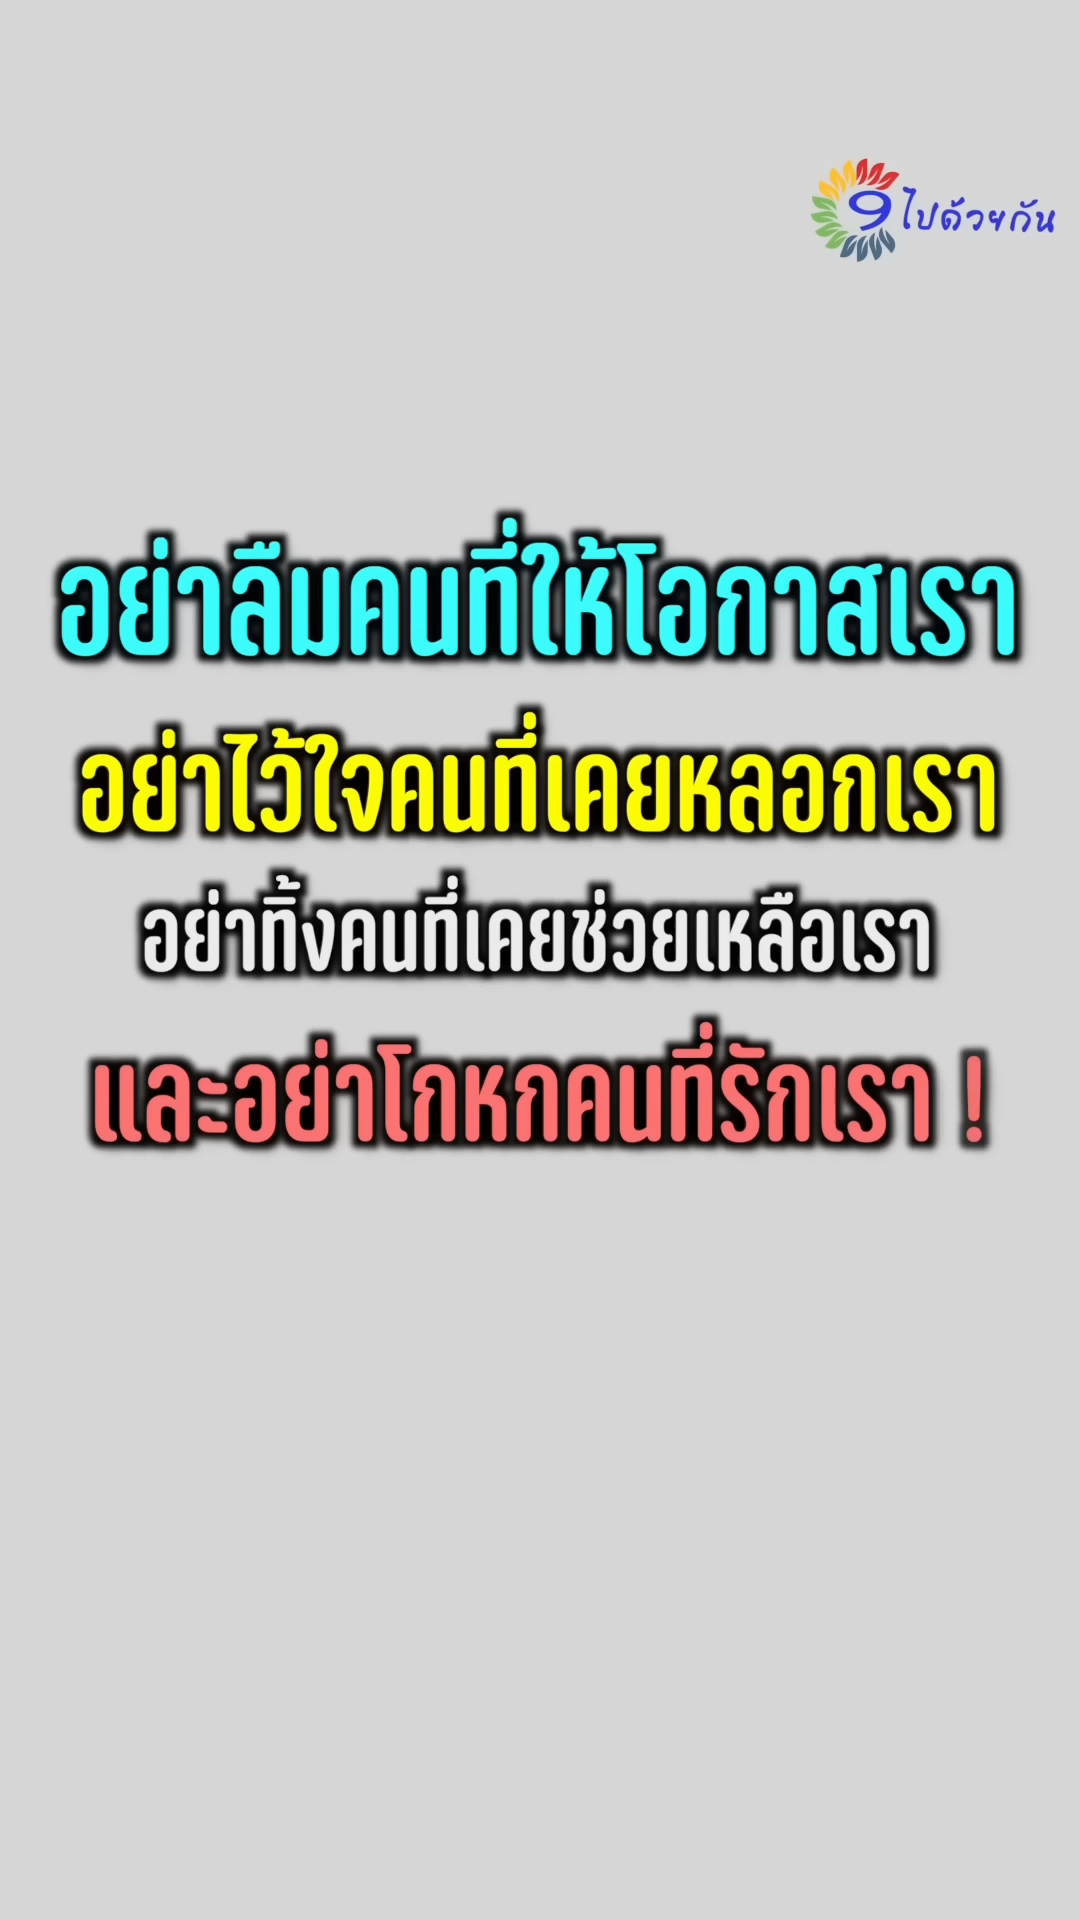 9 ไปด้วยกัน
อย่าลืมคนที่ให้โอกาสเรา
อย่าไว้ใจคนที่เคยหลอกเรา
อย่าทิ้งคนที่เคยช่วยเหลือเรา
และอย่าโกหกคนที่รักเรา !